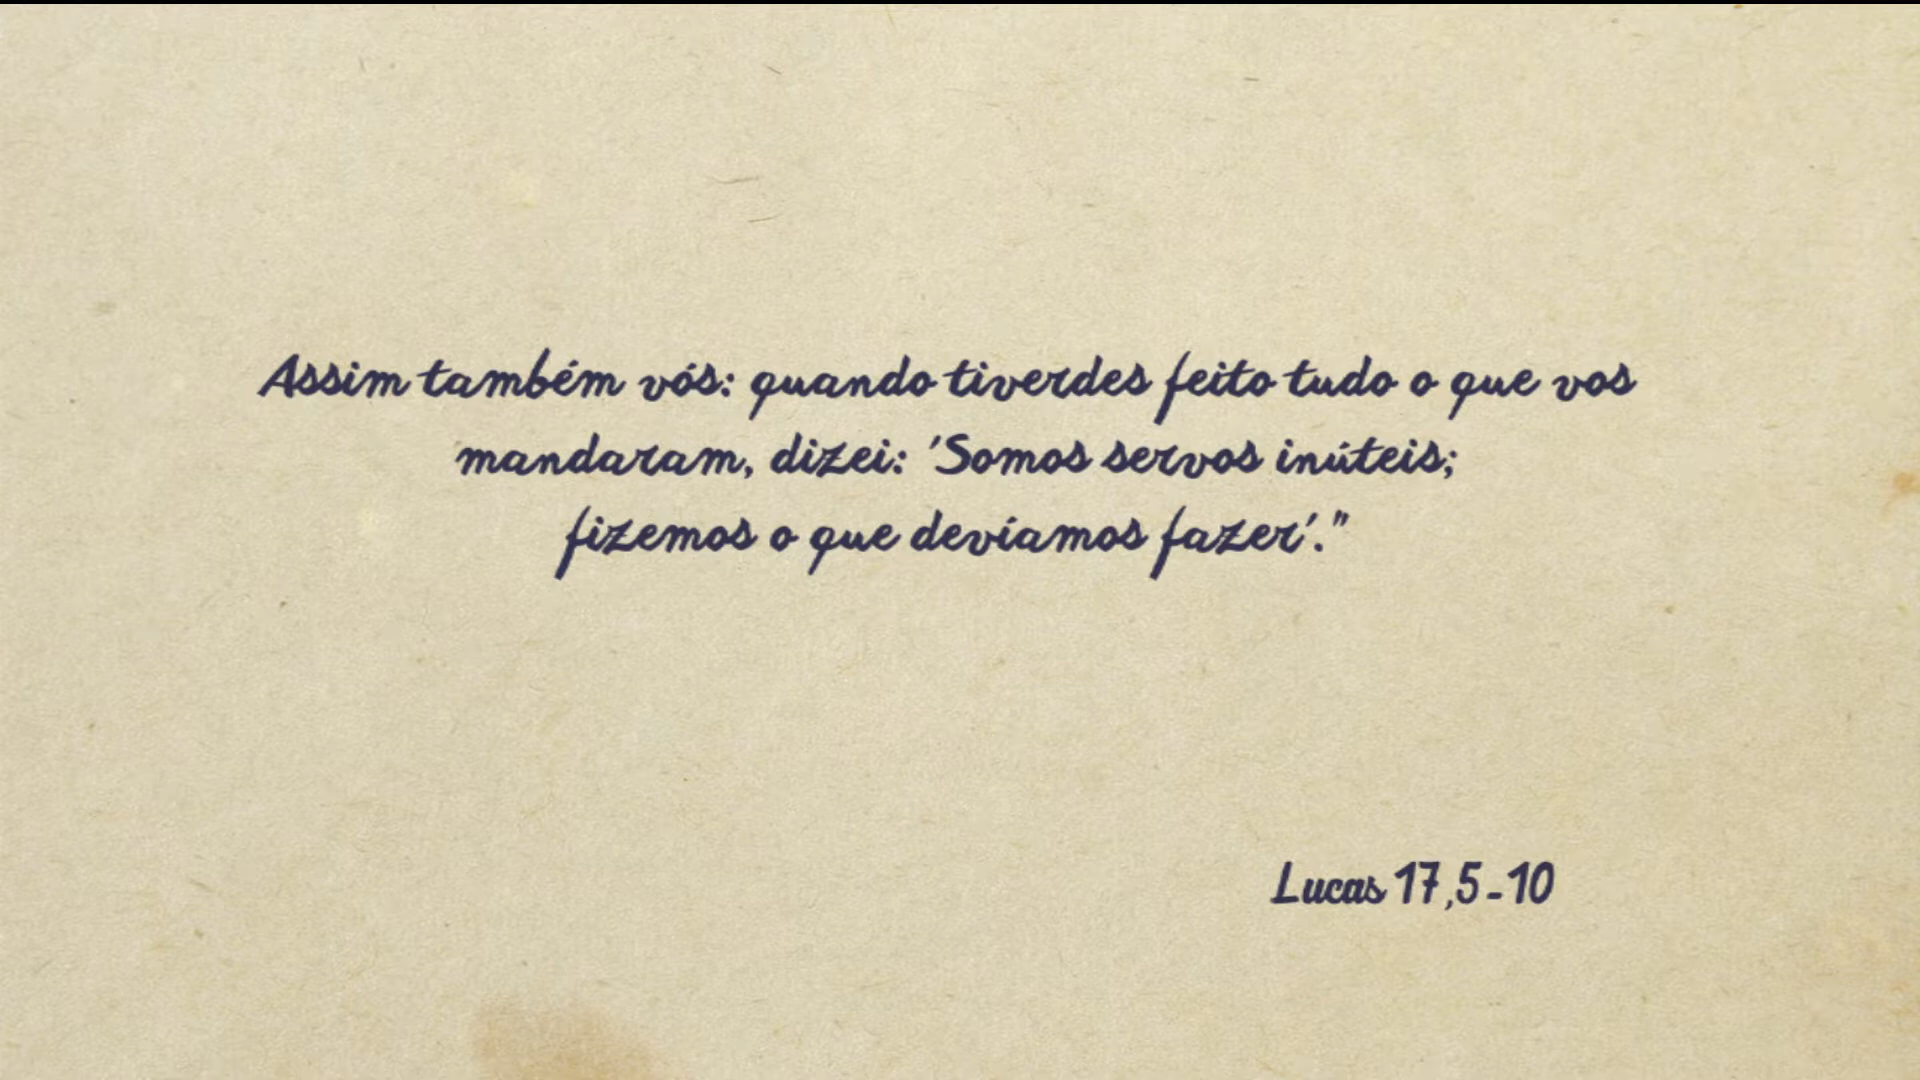 Assim também vós: quando tiverdes feito tudo o que vos
mandaram, dizei: 'Somos servos inúteis;
fizemos o que devíamos fazer'."
Lucas 17,5-10